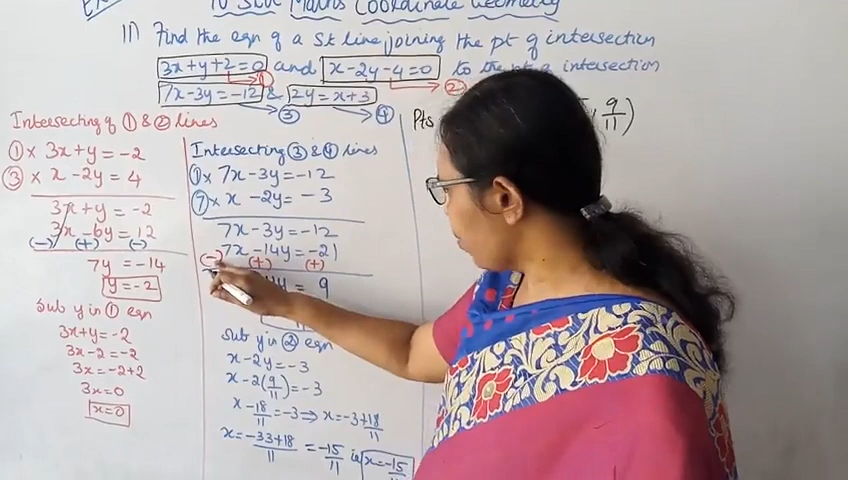 10 Std Maths Coordinate Geometry
11) Find the eqn of a St line joining the pt of intersection
3x+y+2=0 ① and x-2y-4=0 ② to the pt of intersection
7x-3y=-12 ③ & 2y=x+3 ④
Intersecting of ① & ② lines
① x 3x+y=-2
③ x x-2y=4
3x+y=-2
3x-6y=12
(-) (+) (-)
7y=-14
y=-2
Sub y in ① eqn
3x+y=-2
3x-2=-2
3x=-2+2
3x=0
x=0
Intersecting ③ & ④ lines
① x 7x-3y=-12
⑦ x x-2y=-3
7x-3y=-12
7x-14y=-21
(-) (+) (+)
y = 9
Sub y in ② eqn
x-2y=-3
x-2(9/11)=-3
x-18/11=-3 ⇒ x=-3+18/11
x=-33+18/11 = -15/11 ie x=-15/11
Pts
, 9/11)